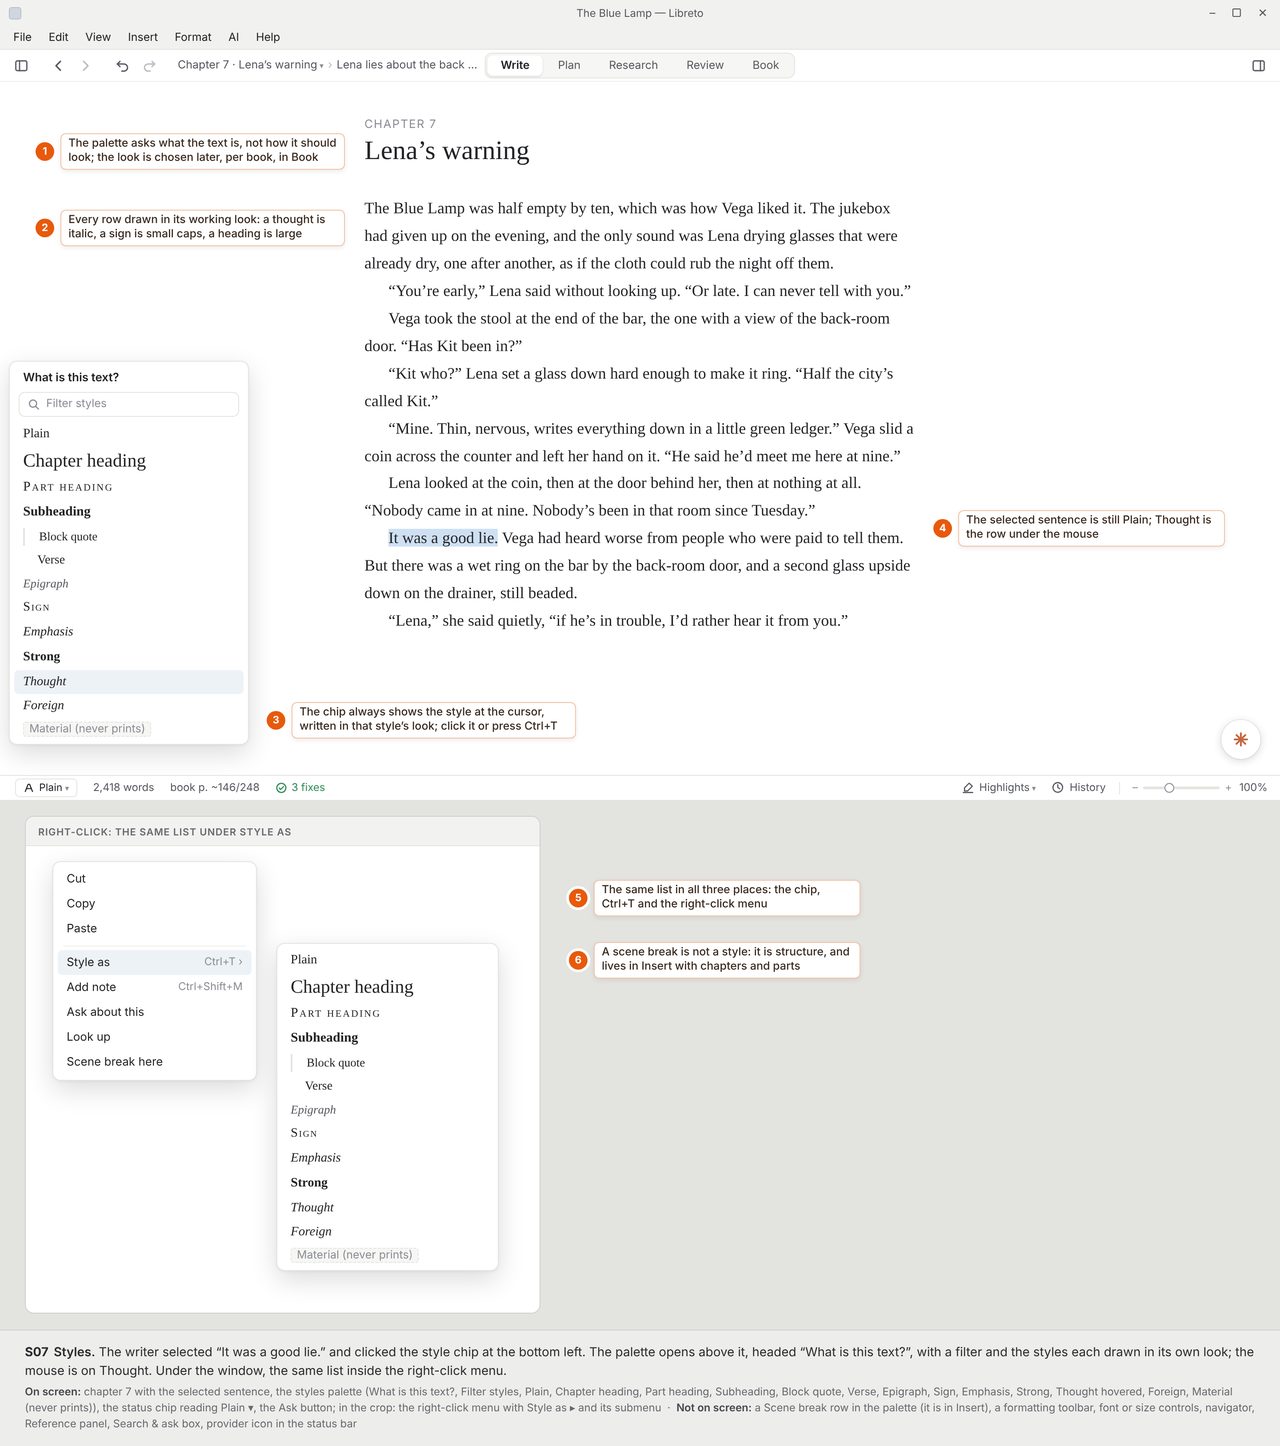 The Blue Lamp — Libreto
File Edit View Insert Format AI Help
Chapter 7 · Lena’s warning ▾ › Lena lies about the back ... Write Plan Research Review Book
CHAPTER 7
Lena’s warning
1 The palette asks what the text is, not how it should
look; the look is chosen later, per book, in Book
2 Every row drawn in its working look: a thought is
italic, a sign is small caps, a heading is large
The Blue Lamp was half empty by ten, which was how Vega liked it. The jukebox
had given up on the evening, and the only sound was Lena drying glasses that were
already dry, one after another, as if the cloth could rub the night off them.
“You’re early,” Lena said without looking up. “Or late. I can never tell with you.”
Vega took the stool at the end of the bar, the one with a view of the back-room
door. “Has Kit been in?”
“Kit who?” Lena set a glass down hard enough to make it ring. “Half the city’s
called Kit.”
“Mine. Thin, nervous, writes everything down in a little green ledger.” Vega slid a
coin across the counter and left her hand on it. “He said he’d meet me here at nine.”
Lena looked at the coin, then at the door behind her, then at nothing at all.
“Nobody came in at nine. Nobody’s been in that room since Tuesday.”
It was a good lie. Vega had heard worse from people who were paid to tell them.
But there was a wet ring on the bar by the back-room door, and a second glass upside
down on the drainer, still beaded.
“Lena,” she said quietly, “if he’s in trouble, I’d rather hear it from you.”
What is this text?
Filter styles
Plain
Chapter heading
Part heading
Subheading
Block quote
Verse
Epigraph
Sign
Emphasis
Strong
Thought
Foreign
Material (never prints)
3 The chip always shows the style at the cursor,
written in that style’s look; click it or press Ctrl+T
4 The selected sentence is still Plain; Thought is
the row under the mouse
A Plain ▾ 2,418 words book p. ~146/248 3 fixes Highlights ▾ History − + 100%
RIGHT-CLICK: THE SAME LIST UNDER STYLE AS
Cut
Copy
Paste
Style as Ctrl+T ›
Add note Ctrl+Shift+M
Ask about this
Look up
Scene break here
Plain
Chapter heading
Part heading
Subheading
Block quote
Verse
Epigraph
Sign
Emphasis
Strong
Thought
Foreign
Material (never prints)
5 The same list in all three places: the chip,
Ctrl+T and the right-click menu
6 A scene break is not a style: it is structure, and
lives in Insert with chapters and parts
S07 Styles. The writer selected “It was a good lie.” and clicked the style chip at the bottom left. The palette opens above it, headed “What is this text?”, with a filter and the styles each drawn in its own look; the
mouse is on Thought. Under the window, the same list inside the right-click menu.
On screen: chapter 7 with the selected sentence, the styles palette (What is this text?, Filter styles, Plain, Chapter heading, Part heading, Subheading, Block quote, Verse, Epigraph, Sign, Emphasis, Strong, Thought hovered, Foreign, Material
(never prints)), the status chip reading Plain ▾, the Ask button; in the crop: the right-click menu with Style as ▸ and its submenu · Not on screen: a Scene break row in the palette (it is in Insert), a formatting toolbar, font or size controls, navigator,
Reference panel, Search & ask box, provider icon in the status bar